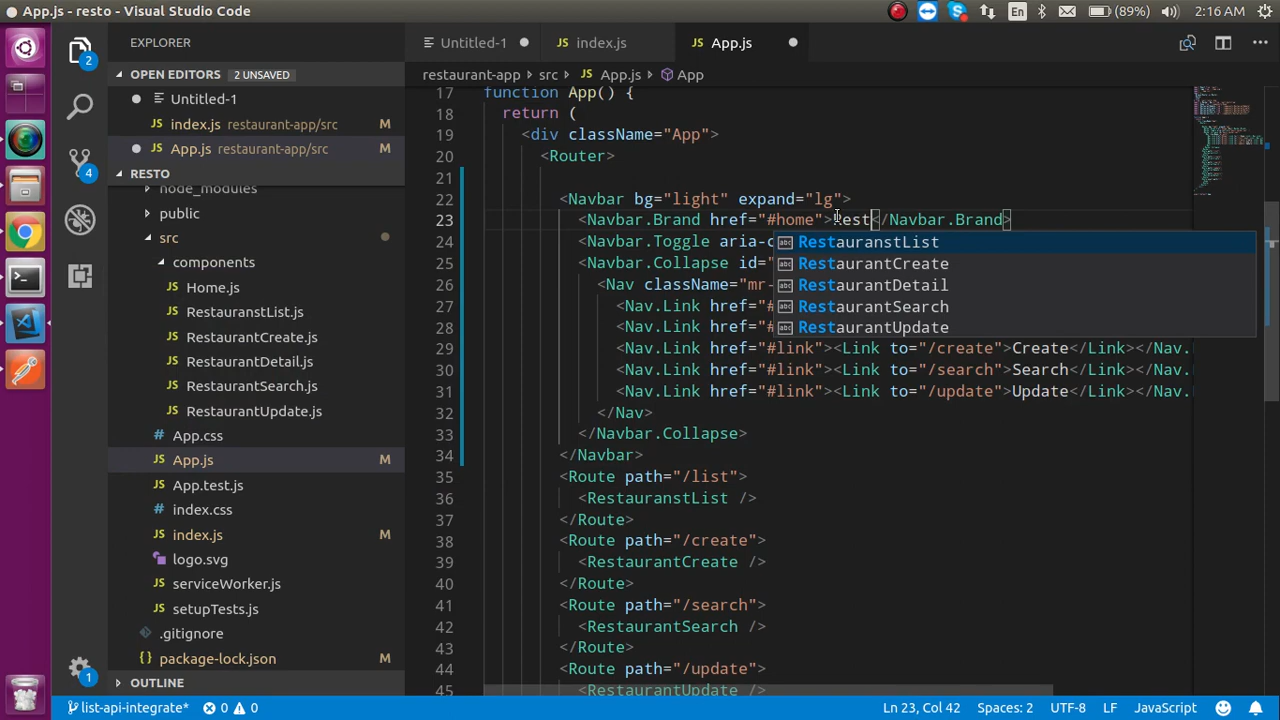 App.js - resto - Visual Studio Code
En
(89%)
2:16 AM
EXPLORER
OPEN EDITORS 2 UNSAVED
Untitled-1
index.js restaurant-app/src M
App.js restaurant-app/src M
RESTO
node_modules
public
src
components
Home.js
RestauranstList.js
RestaurantCreate.js
RestaurantDetail.js
RestaurantSearch.js
RestaurantUpdate.js
App.css
App.js M
App.test.js
index.css
index.js M
logo.svg
serviceWorker.js
setupTests.js
.gitignore
package-lock.json M
OUTLINE
2
4
1
Untitled-1
index.js
App.js
restaurant-app > src > App.js > App
17 function App() {
18 return (
19 <div className="App">
20 <Router>
21
22 <Navbar bg="light" expand="lg">
23 <Navbar.Brand href="#home">Rest</Navbar.Brand>
24 <Navbar.Toggle aria-c
25 <Navbar.Collapse id="
26 <Nav className="mr-
27 <Nav.Link href="#
28 <Nav.Link href="#
RestauranstList
RestaurantCreate
RestaurantDetail
RestaurantSearch
RestaurantUpdate
29 <Nav.Link href="#link"><Link to="/create">Create</Link></Nav.
30 <Nav.Link href="#link"><Link to="/search">Search</Link></Nav.
31 <Nav.Link href="#link"><Link to="/update">Update</Link></Nav.
32 </Nav>
33 </Navbar.Collapse>
34 </Navbar>
35 <Route path="/list">
36 <RestauranstList />
37 </Route>
38 <Route path="/create">
39 <RestaurantCreate />
40 </Route>
41 <Route path="/search">
42 <RestaurantSearch />
43 </Route>
44 <Route path="/update">
45 <RestaurantUpdate />
list-api-integrate*
0
0
Ln 23, Col 42
Spaces: 2
UTF-8
LF
JavaScript